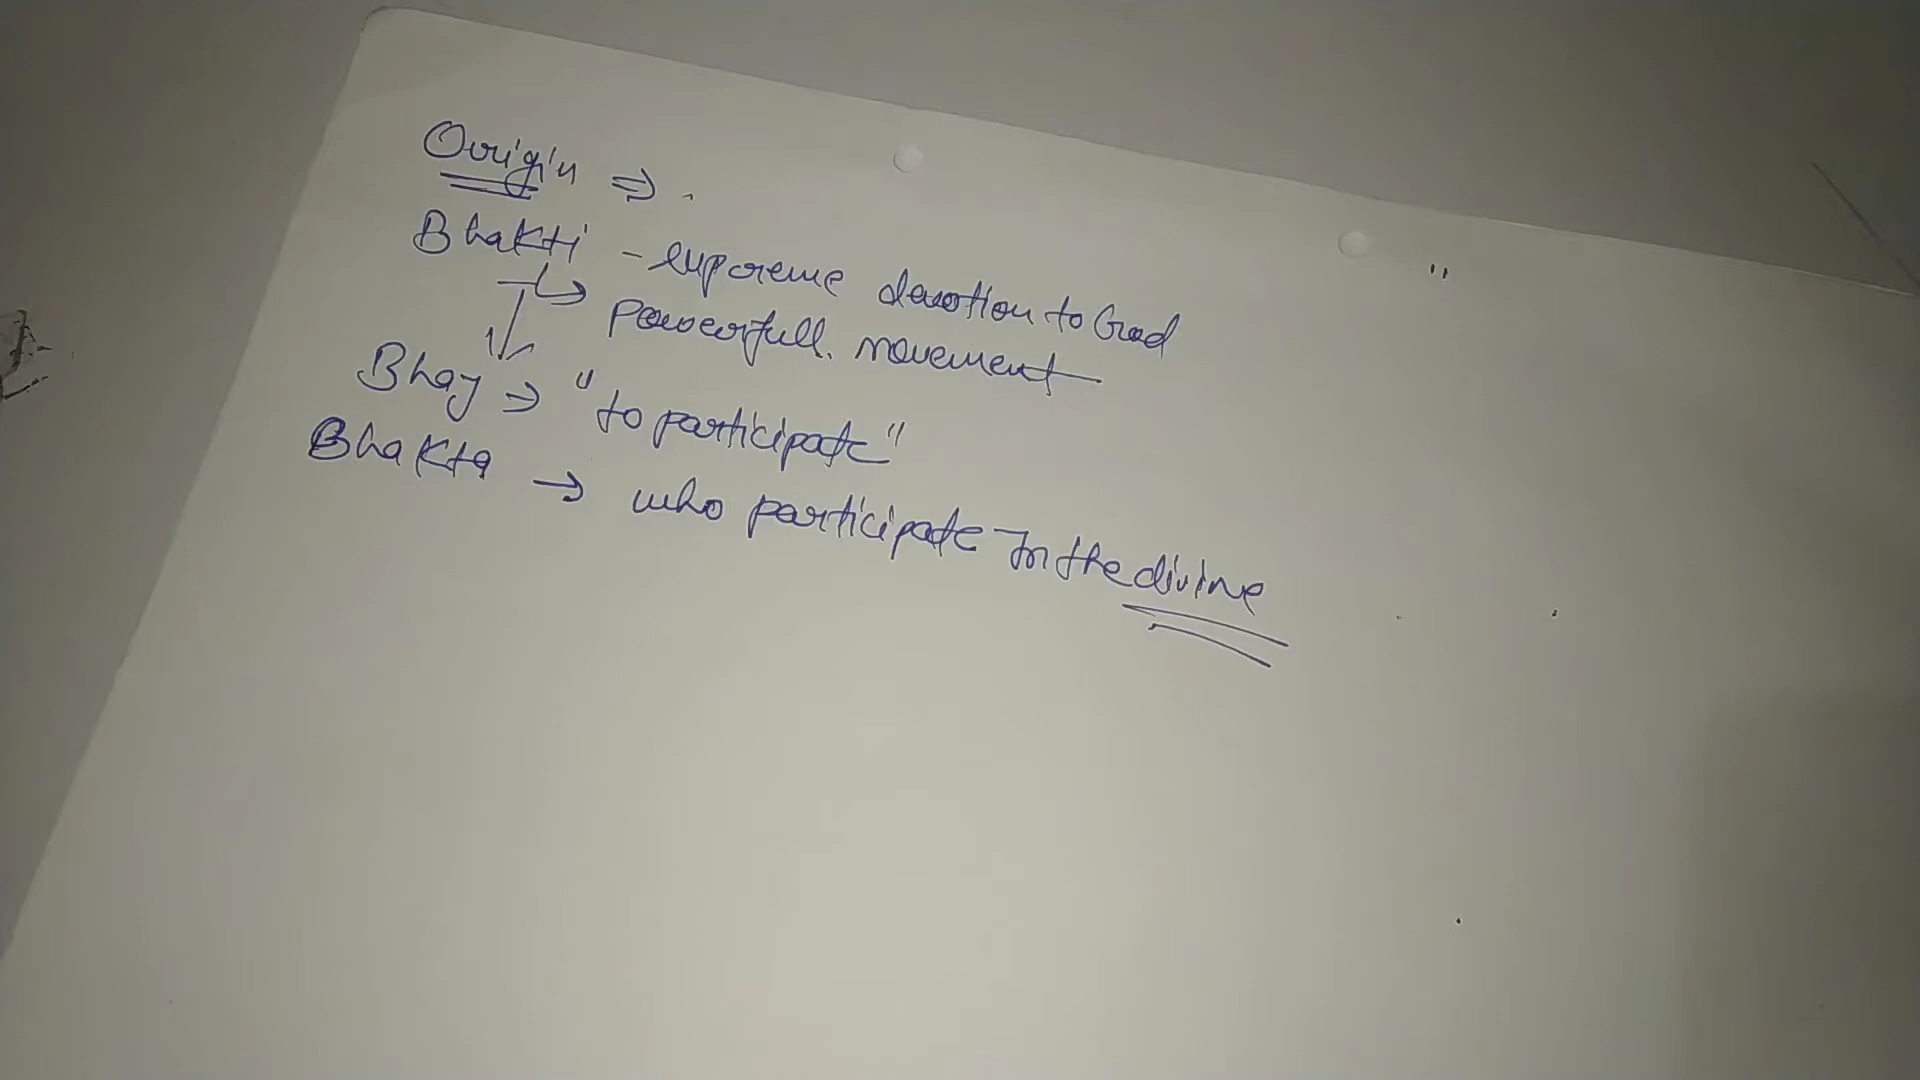 Origin ⇒
Bhakti - supreme devotion to God
↳ Powerfull movement
Bhaj ⇒ "to participate"
Bhakta → who participate In the divine